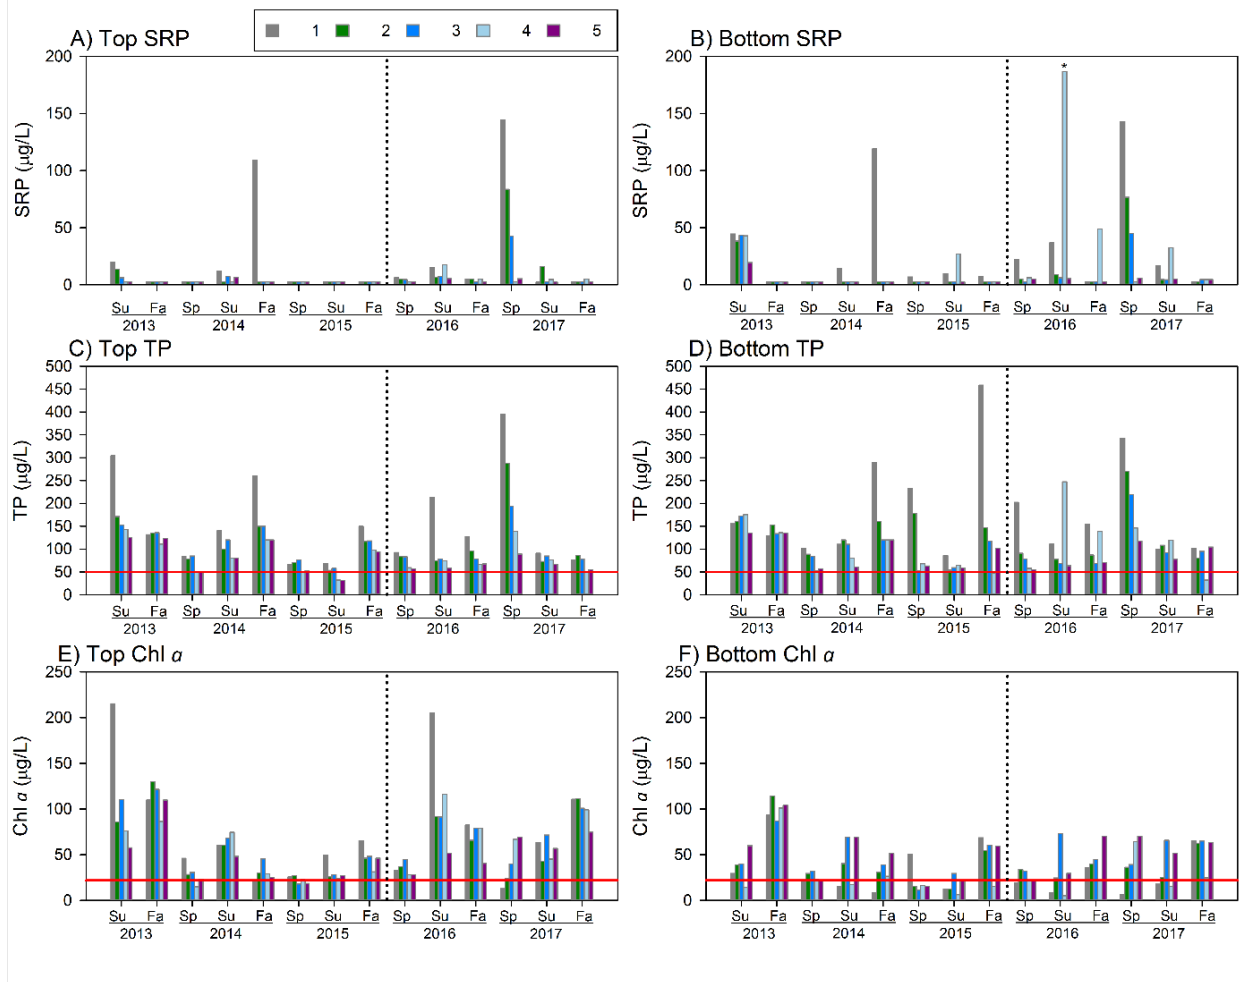 A) Top SRP
1 2 3 4 5
B) Bottom SRP
SRP (μg/L)
200
150
100
50
0
Su Fa Sp Su Fa Sp Su Fa Sp Su Fa Sp Su Fa
2013 2014 2015 2016 2017
SRP (μg/L)
200
150
100
50
0
*
Su Fa Sp Su Fa Sp Su Fa Sp Su Fa Sp Su Fa
2013 2014 2015 2016 2017
C) Top TP
TP (μg/L)
500
450
400
350
300
250
200
150
100
50
0
Su Fa Sp Su Fa Sp Su Fa Sp Su Fa Sp Su Fa
2013 2014 2015 2016 2017
D) Bottom TP
TP (μg/L)
500
450
400
350
300
250
200
150
100
50
0
Su Fa Sp Su Fa Sp Su Fa Sp Su Fa Sp Su Fa
2013 2014 2015 2016 2017
E) Top Chl a
Chl a (μg/L)
250
200
150
100
50
0
Su Fa Sp Su Fa Sp Su Fa Sp Su Fa Sp Su Fa
2013 2014 2015 2016 2017
F) Bottom Chl a
Chl a (μg/L)
250
200
150
100
50
0
Su Fa Sp Su Fa Sp Su Fa Sp Su Fa Sp Su Fa
2013 2014 2015 2016 2017